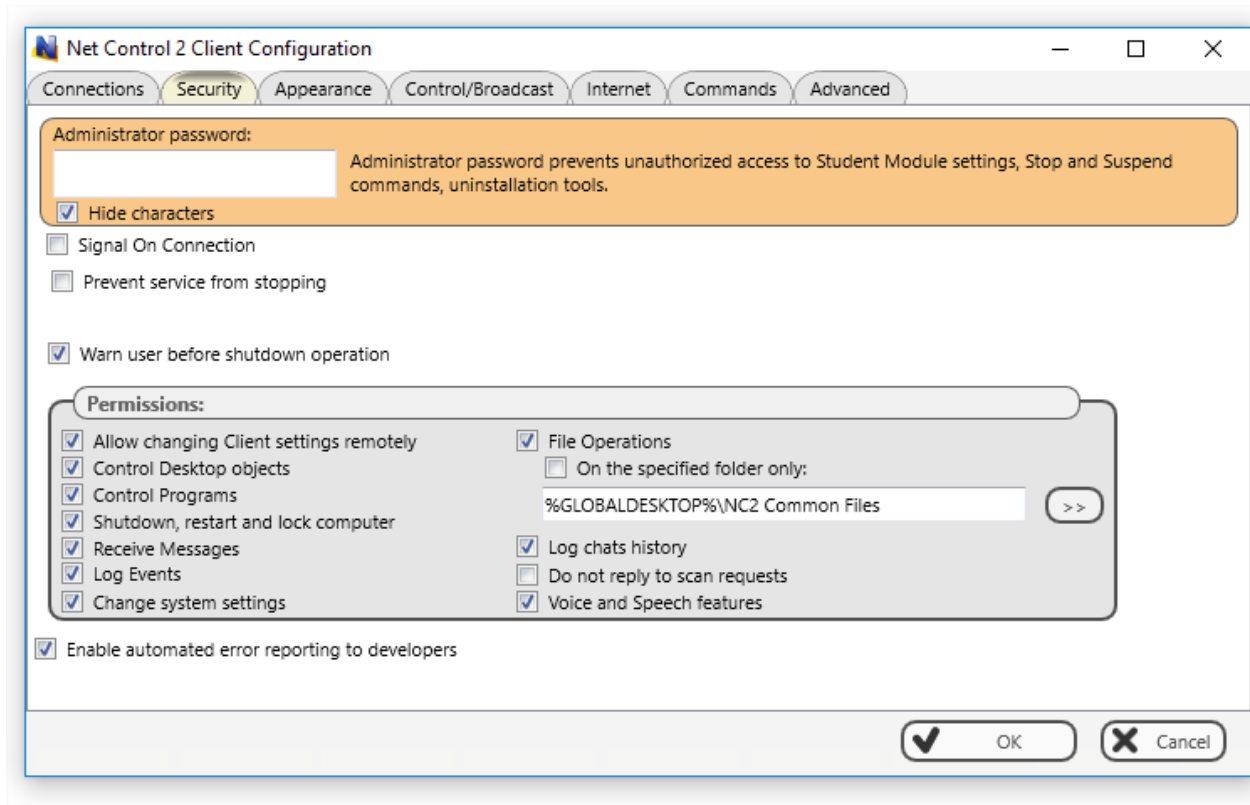 Net Control 2 Client Configuration
Connections Security Appearance Control/Broadcast Internet Commands Advanced
Administrator password:
Administrator password prevents unauthorized access to Student Module settings, Stop and Suspend
commands, uninstallation tools.
Hide characters
Signal On Connection
Prevent service from stopping
Warn user before shutdown operation
Permissions:
Allow changing Client settings remotely
Control Desktop objects
Control Programs
Shutdown, restart and lock computer
Receive Messages
Log Events
Change system settings
File Operations
On the specified folder only:
%GLOBALDESKTOP%\NC2 Common Files
>>
Log chats history
Do not reply to scan requests
Voice and Speech features
Enable automated error reporting to developers
OK Cancel